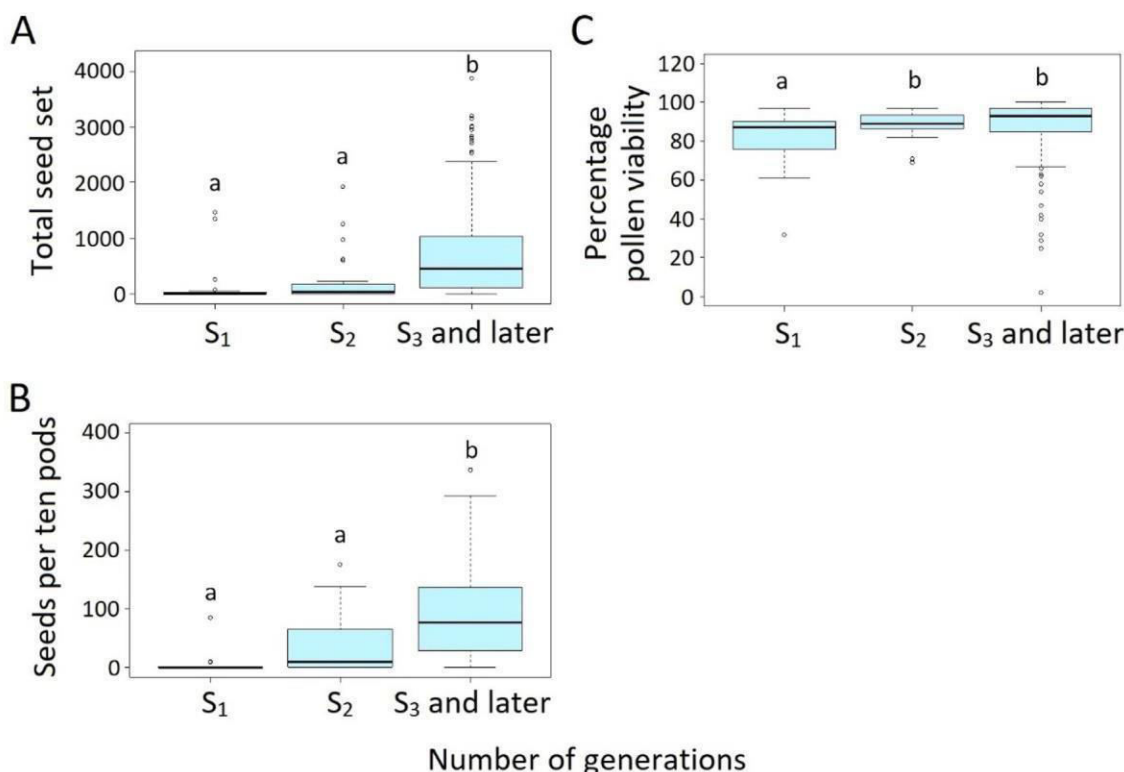 A
Total seed set
4000
3000
2000
1000
0
a
a
b
S₁ S₂ S₃ and later
C
Percentage
pollen viability
120
100
80
60
40
20
0
a
b
b
S₁ S₂ S₃ and later
B
Seeds per ten pods
400
300
200
100
0
a
a
b
S₁ S₂ S₃ and later
Number of generations